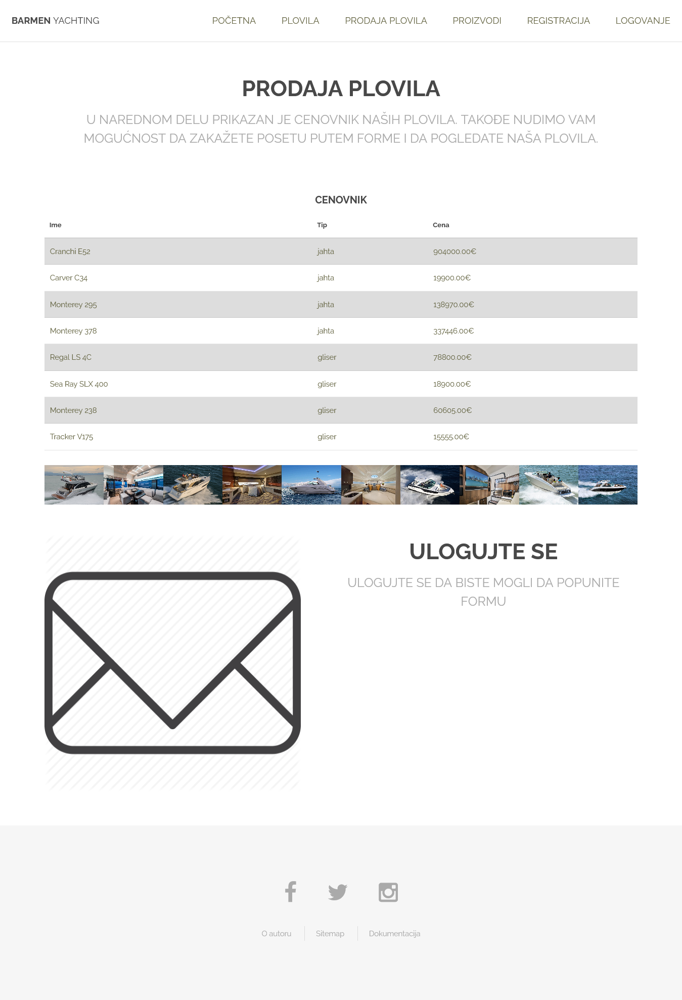 BARMEN YACHTING
POČETNA PLOVILA PRODAJA PLOVILA PROIZVODI REGISTRACIJA LOGOVANJE
PRODAJA PLOVILA
U NAREDNOM DELU PRIKAZAN JE CENOVNIK NAŠIH PLOVILA. TAKOĐE NUDIMO VAM
MOGUĆNOST DA ZAKAŽETE POSETU PUTEM FORME I DA POGLEDATE NAŠA PLOVILA.
CENOVNIK
Ime Tip Cena
Cranchi E52 jahta 904000.00€
Carver C34 jahta 19900.00€
Monterey 295 jahta 138970.00€
Monterey 378 jahta 337446.00€
Regal LS 4C gliser 78800.00€
Sea Ray SLX 400 gliser 18900.00€
Monterey 238 gliser 60605.00€
Tracker V175 gliser 15555.00€
ULOGUJTE SE
ULOGUJTE SE DA BISTE MOGLI DA POPUNITE
FORMU
O autoru Sitemap Dokumentacija